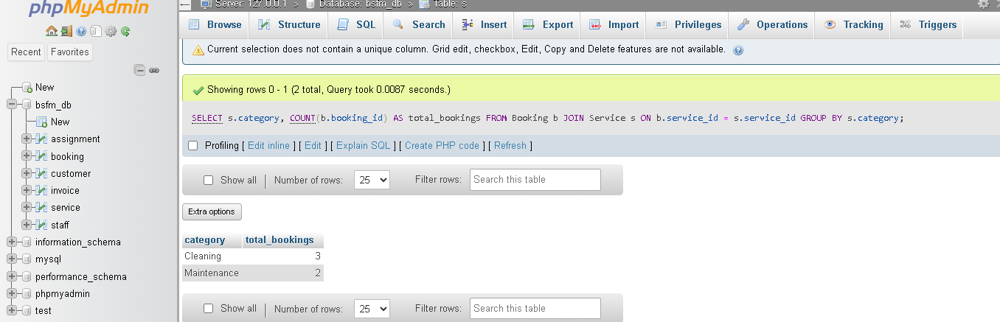 phpMyAdmin
Recent Favorites
New
bsfm_db
New
assignment
booking
customer
invoice
service
staff
information_schema
mysql
performance_schema
phpmyadmin
test
Server: 127.0.0.1 » Database: bsfm_db » Table: s
Browse Structure SQL Search Insert Export Import Privileges Operations Tracking Triggers
Current selection does not contain a unique column. Grid edit, checkbox, Edit, Copy and Delete features are not available.
Showing rows 0 - 1 (2 total, Query took 0.0087 seconds.)
SELECT s.category, COUNT(b.booking_id) AS total_bookings FROM Booking b JOIN Service s ON b.service_id = s.service_id GROUP BY s.category;
Profiling [ Edit inline ] [ Edit ] [ Explain SQL ] [ Create PHP code ] [ Refresh ]
Show all | Number of rows: 25 Filter rows: Search this table
Extra options
category total_bookings
Cleaning 3
Maintenance 2
Show all | Number of rows: 25 Filter rows: Search this table